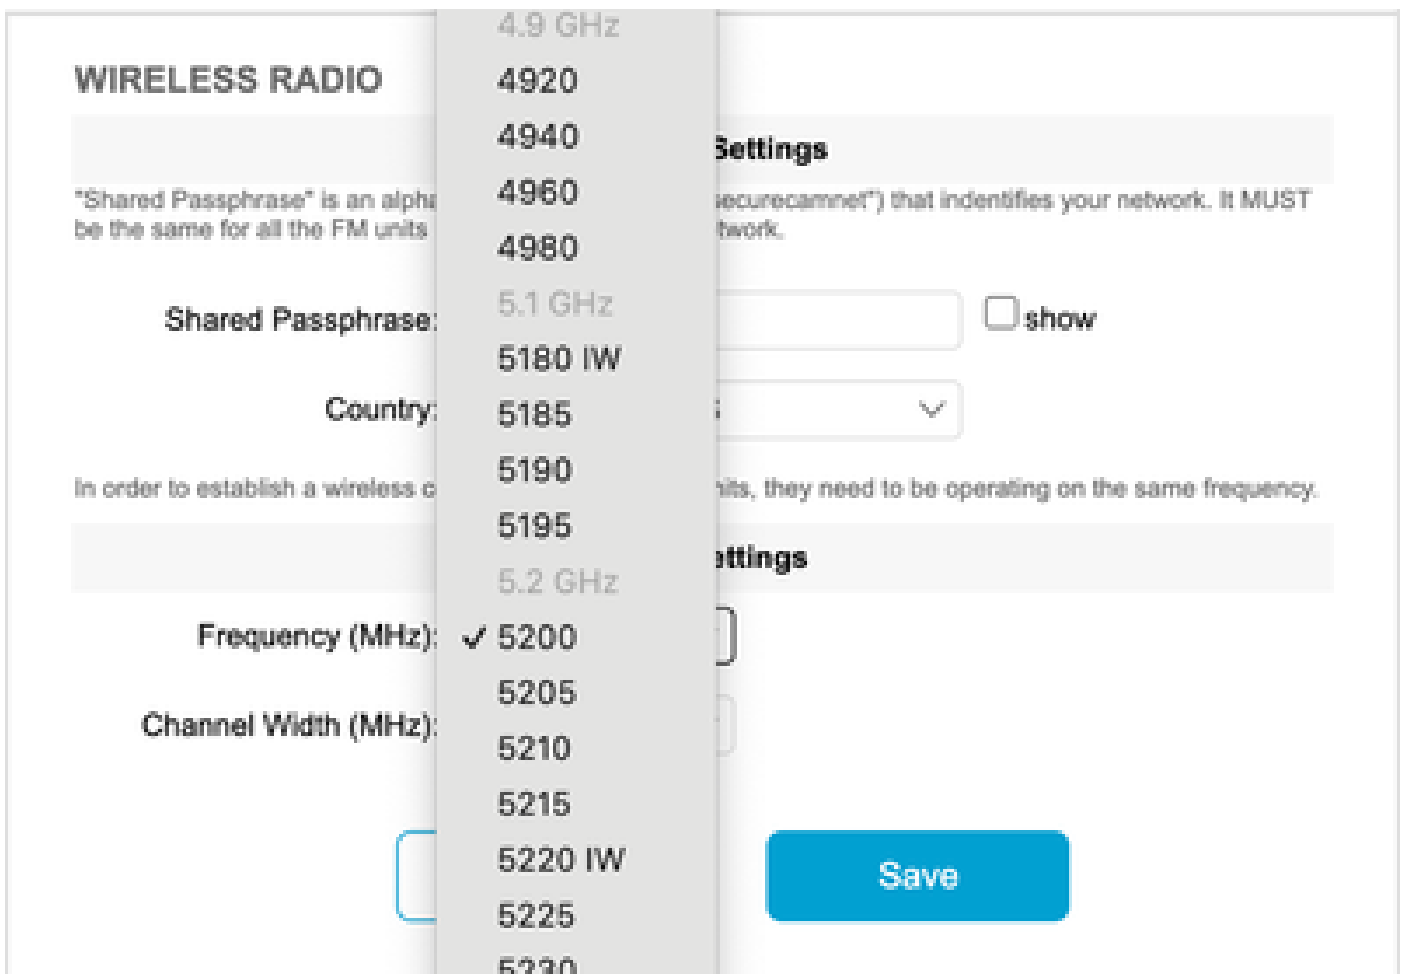 4.9 GHz
WIRELESS RADIO
4920
4940
Settings
4960
"Shared Passphrase" is an alpha securecamnet") that indentifies your network. It MUST
be the same for all the FM units twork.
4980
5.1 GHz
Shared Passphrase:
show
5180 IW
Country:
5185
5190
In order to establish a wireless c nits, they need to be operating on the same frequency.
5195
ettings
5.2 GHz
Frequency (MHz):
✓ 5200
5205
Channel Width (MHz):
5210
5215
5220 IW
Save
5225
5230